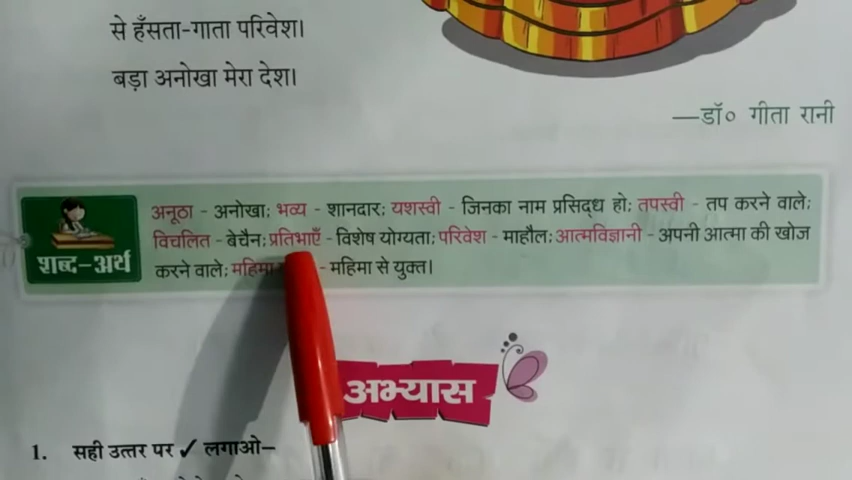 से हँसता-गाता परिवेश।
बड़ा अनोखा मेरा देश।
—डॉ० गीता रानी
शब्द-अर्थ
अनूठा - अनोखा; भव्य - शानदार; यशस्वी - जिनका नाम प्रसिद्ध हो; तपस्वी - तप करने वाले;
विचलित - बेचैन; प्रतिभाएँ - विशेष योग्यता; परिवेश - माहौल; आत्मविज्ञानी - अपनी आत्मा की खोज
करने वाले; महिमा - महिमा से युक्त।
अभ्यास
1. सही उत्तर पर ✓ लगाओ–